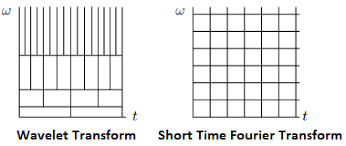 ω
t
Wavelet Transform
ω
t
Short Time Fourier Transform